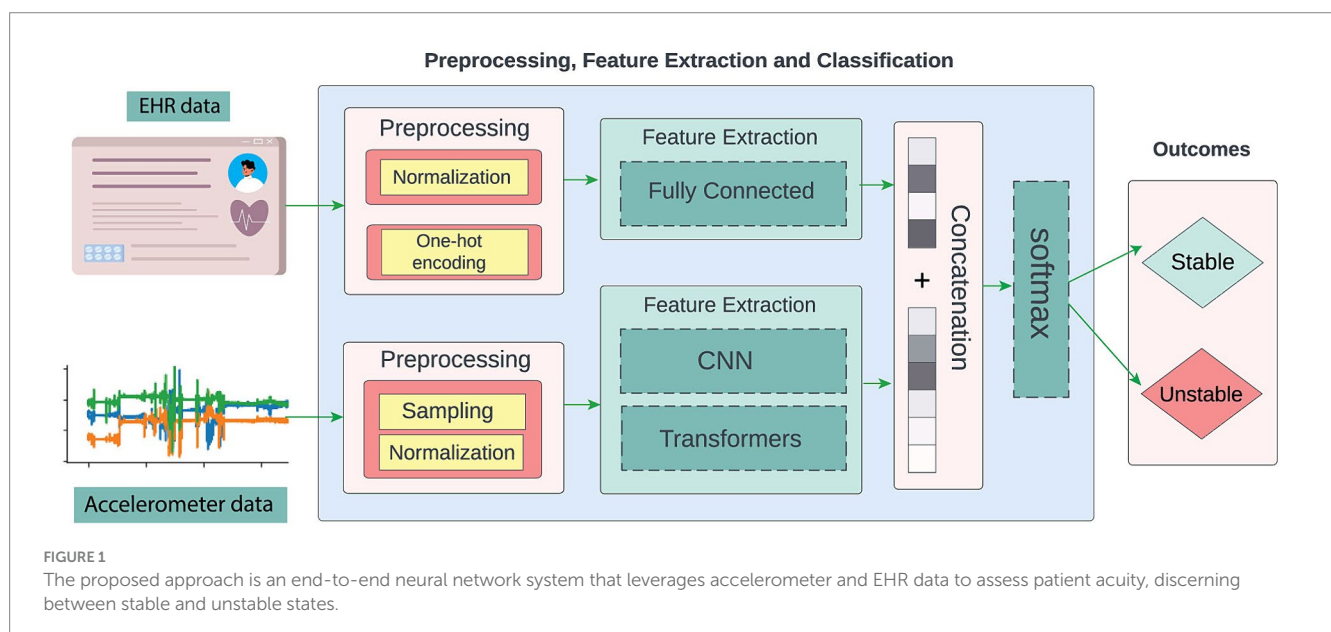 Preprocessing, Feature Extraction and Classification
EHR data
Preprocessing
Normalization
One-hot
encoding
Feature Extraction
Fully Connected
Accelerometer data
Preprocessing
Sampling
Normalization
Feature Extraction
CNN
Transformers
+
Concatenation
softmax
Outcomes
Stable
Unstable
FIGURE 1
The proposed approach is an end-to-end neural network system that leverages accelerometer and EHR data to assess patient acuity, discerning
between stable and unstable states.